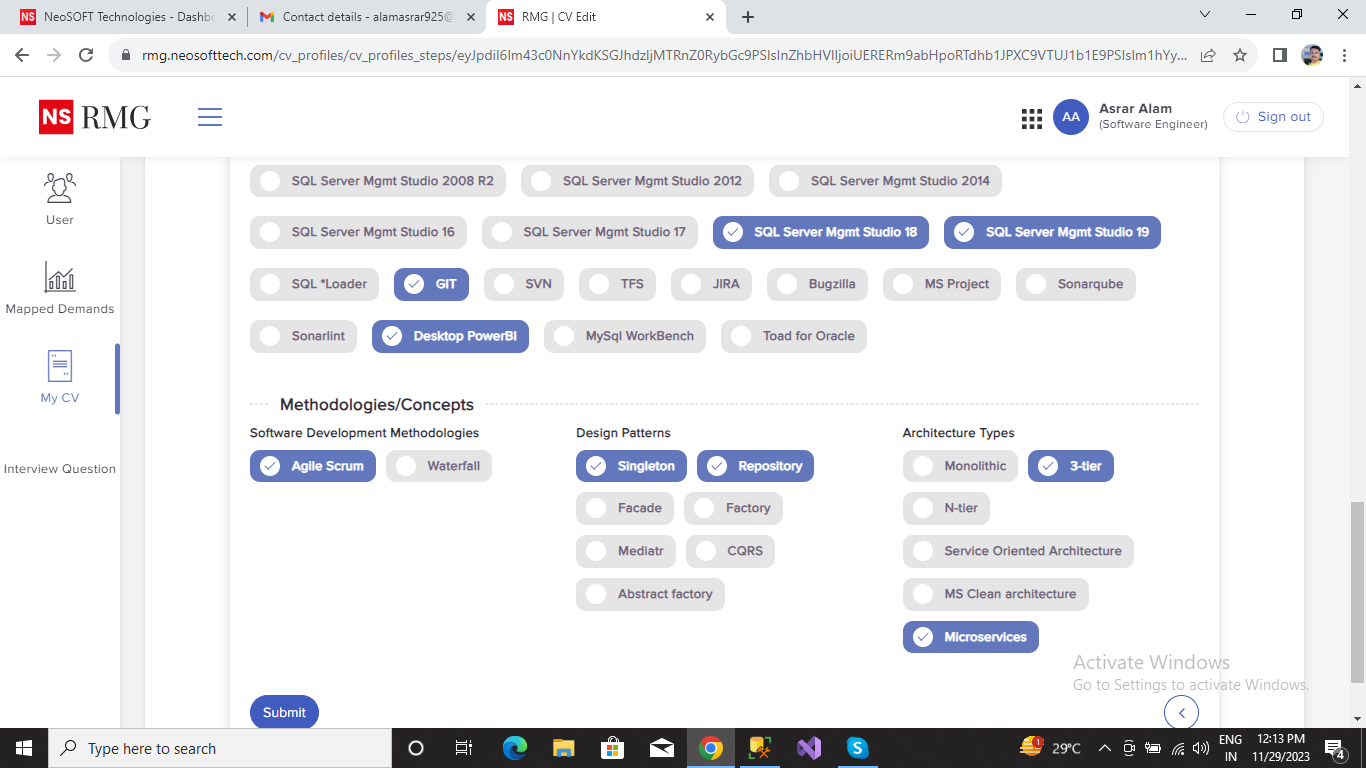 NS NeoSOFT Technologies - Dashbo
Contact details - alamasrar925@
NS RMG | CV Edit
rmg.neosofttech.com/cv_profiles/cv_profiles_steps/
NS RMG
AA
Asrar Alam
(Software Engineer)
Sign out
User
Mapped Demands
My CV
Interview Question
SQL Server Mgmt Studio 2008 R2 SQL Server Mgmt Studio 2012 SQL Server Mgmt Studio 2014
SQL Server Mgmt Studio 16 SQL Server Mgmt Studio 17 SQL Server Mgmt Studio 18 SQL Server Mgmt Studio 19
SQL *Loader GIT SVN TFS JIRA Bugzilla MS Project Sonarqube
Sonarlint Desktop PowerBI MySql WorkBench Toad for Oracle
Methodologies/Concepts
Software Development Methodologies
Agile Scrum Waterfall
Design Patterns
Singleton Repository
Facade Factory
Mediatr CQRS
Abstract factory
Architecture Types
Monolithic 3-tier
N-tier
Service Oriented Architecture
MS Clean architecture
Microservices
Submit
Activate Windows
Go to Settings to activate Windows.
Type here to search
1
29°C
ENG
IN
12:13 PM
11/29/2023
4